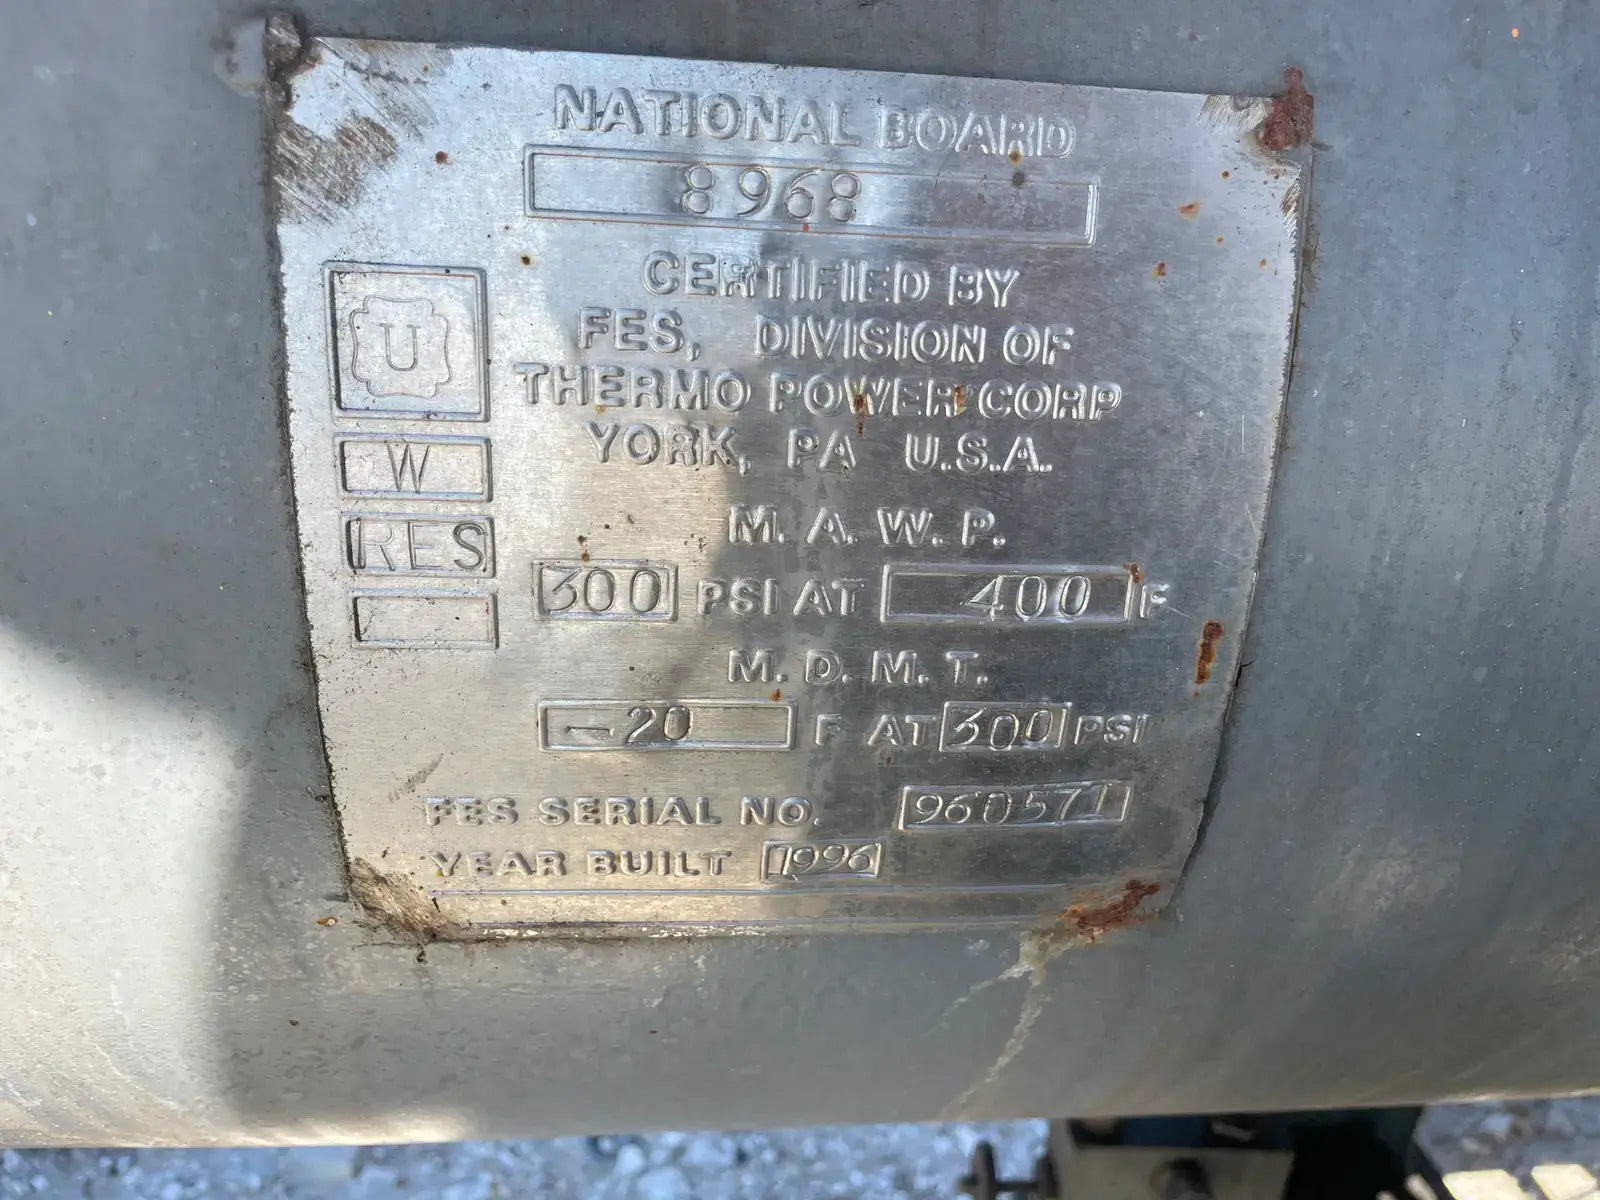 NATIONAL BOARD
8968
CERTIFIED BY
FES, DIVISION OF
THERMO POWER CORP
YORK, PA U.S.A.
U
W
RES
M. A. W. P.
300 PSI AT 400 F
M. D. M. T.
-20 F AT 300 PSI
FES SERIAL NO. 960571
YEAR BUILT 1996